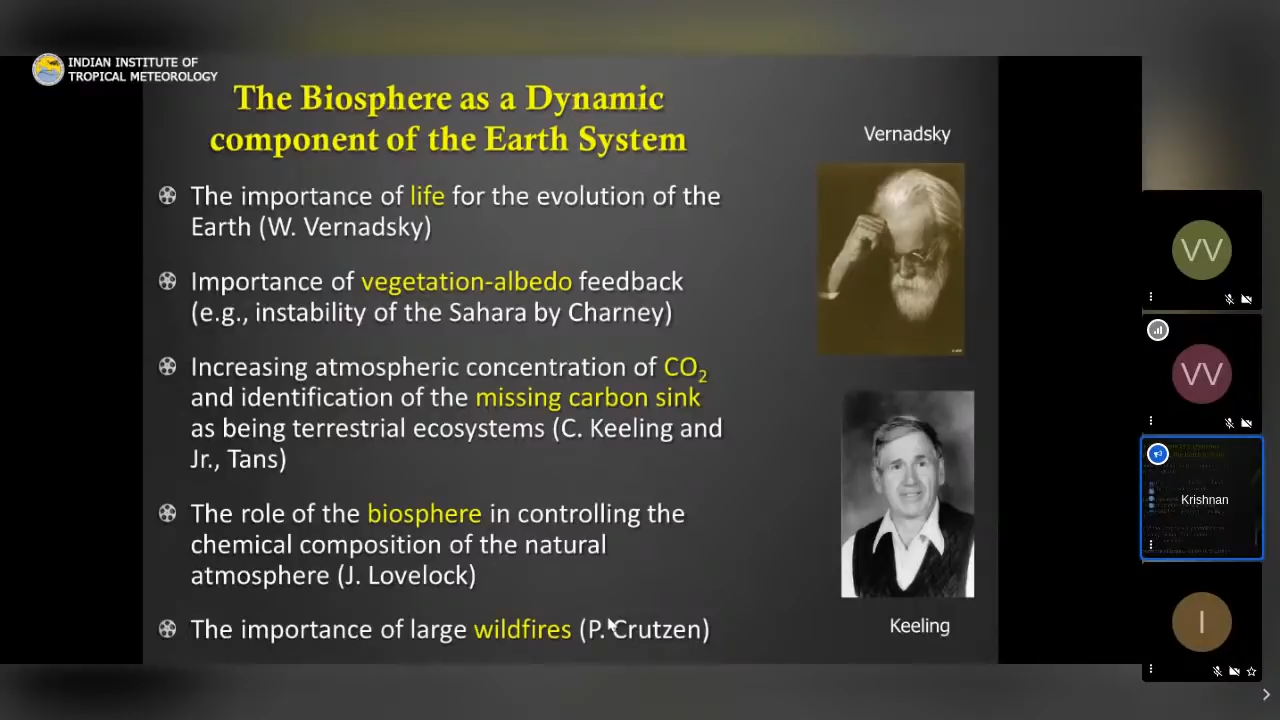 INDIAN INSTITUTE OF
TROPICAL METEOROLOGY
The Biosphere as a Dynamic
component of the Earth System
The importance of life for the evolution of the
Earth (W. Vernadsky)
Importance of vegetation-albedo feedback
(e.g., instability of the Sahara by Charney)
Increasing atmospheric concentration of CO₂
and identification of the missing carbon sink
as being terrestrial ecosystems (C. Keeling and
Jr., Tans)
The role of the biosphere in controlling the
chemical composition of the natural
atmosphere (J. Lovelock)
The importance of large wildfires (P. Crutzen)
Vernadsky
Keeling
VV
VV
Krishnan
I